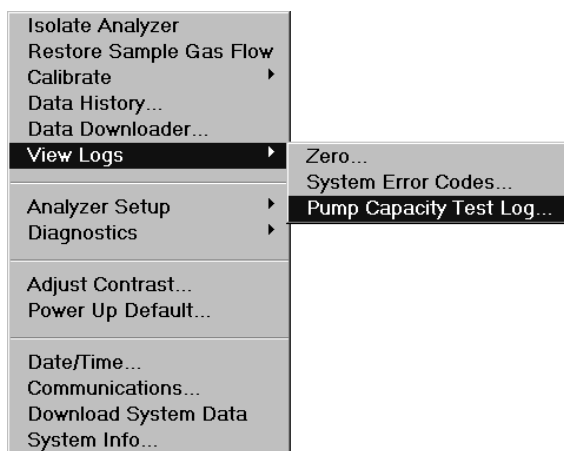 Isolate Analyzer
Restore Sample Gas Flow
Calibrate
Data History...
Data Downloader...
View Logs
Zero...
System Error Codes...
Pump Capacity Test Log...
Analyzer Setup
Diagnostics
Adjust Contrast...
Power Up Default...
Date/Time...
Communications...
Download System Data
System Info...